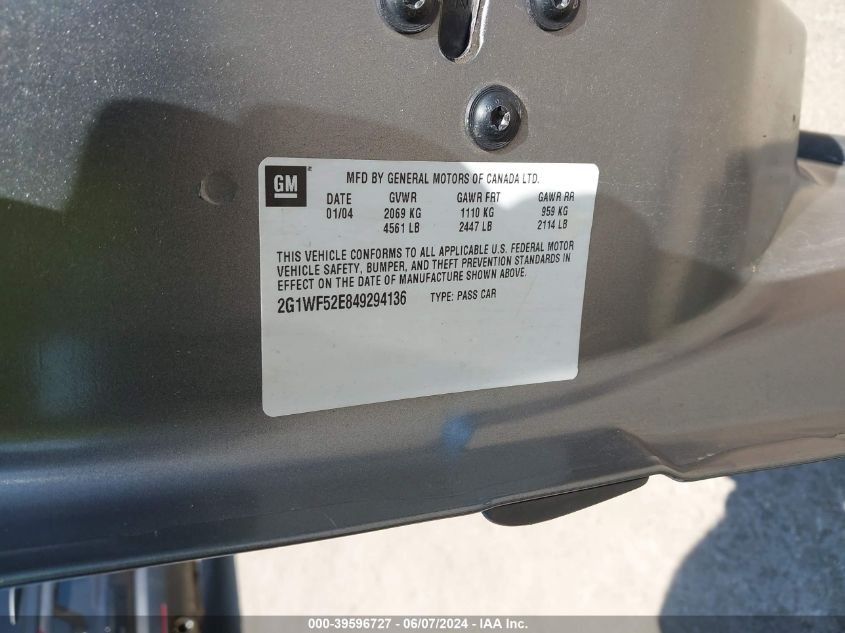 GM
MFD BY GENERAL MOTORS OF CANADA LTD.
DATE GVWR GAWR FRT GAWR RR
01/04 2069 KG 1110 KG 959 KG
4561 LB 2447 LB 2114 LB
THIS VEHICLE CONFORMS TO ALL APPLICABLE U.S. FEDERAL MOTOR
VEHICLE SAFETY, BUMPER, AND THEFT PREVENTION STANDARDS IN
EFFECT ON THE DATE OF MANUFACTURE SHOWN ABOVE.
2G1WF52E849294136 TYPE: PASS CAR
000-39596727 - 06/07/2024 - IAA Inc.